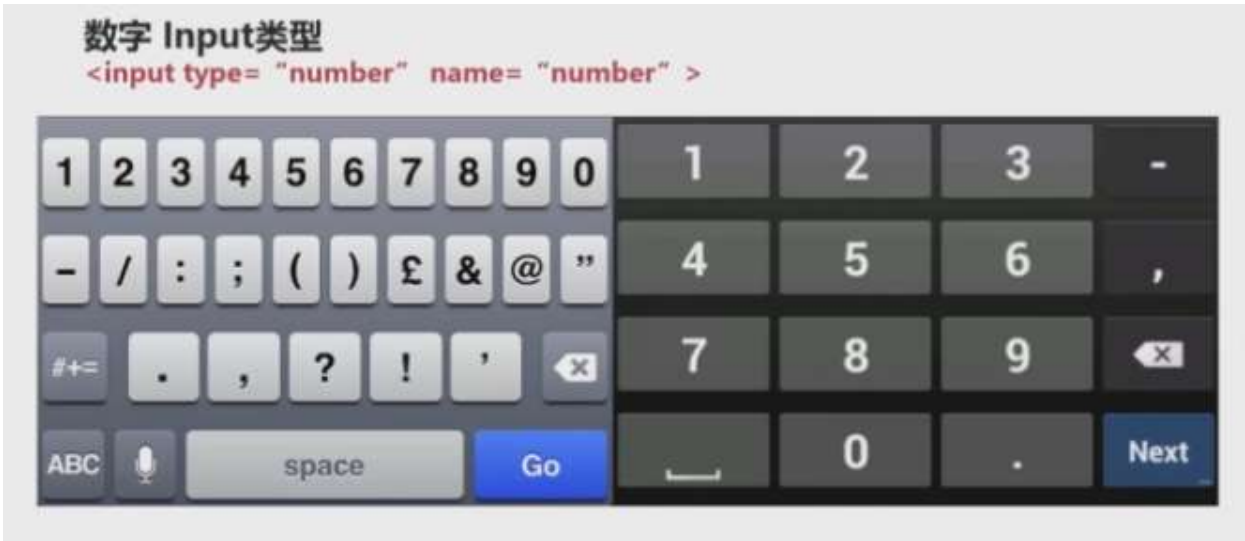 数字 Input类型
<input type= “number” name= “number” >
1 2 3 4 5 6 7 8 9 0
- / : ; ( ) £ & @ ”
#+= . , ? ! ’
ABC space Go
1 2 3 -
4 5 6 ,
7 8 9
0 . Next